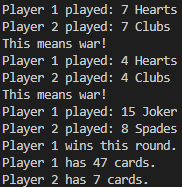 Player 1 played: 7 Hearts
Player 2 played: 7 Clubs
This means war!
Player 1 played: 4 Hearts
Player 2 played: 4 Clubs
This means war!
Player 1 played: 15 Joker
Player 2 played: 8 Spades
Player 1 wins this round.
Player 1 has 47 cards.
Player 2 has 7 cards.